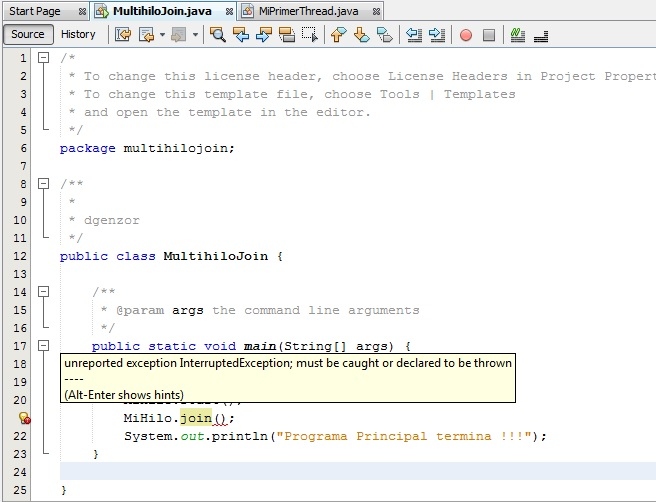 Start Page MultihiloJoin.java MiPrimerThread.java
Source History
1 /*
2 * To change this license header, choose License Headers in Project Propert
3 * To change this template file, choose Tools | Templates
4 * and open the template in the editor.
5 */
6 package multihilojoin;
7
8 /**
9 *
10 * dgenzor
11 */
12 public class MultihiloJoin {
13
14 /**
15 * @param args the command line arguments
16 */
17 public static void main(String[] args) {
18 unreported exception InterruptedException; must be caught or declared to be thrown
19 ----
(Alt-Enter shows hints)
20
MiHilo.join();
22 System.out.println("Programa Principal termina !!!");
23 }
24
25 }